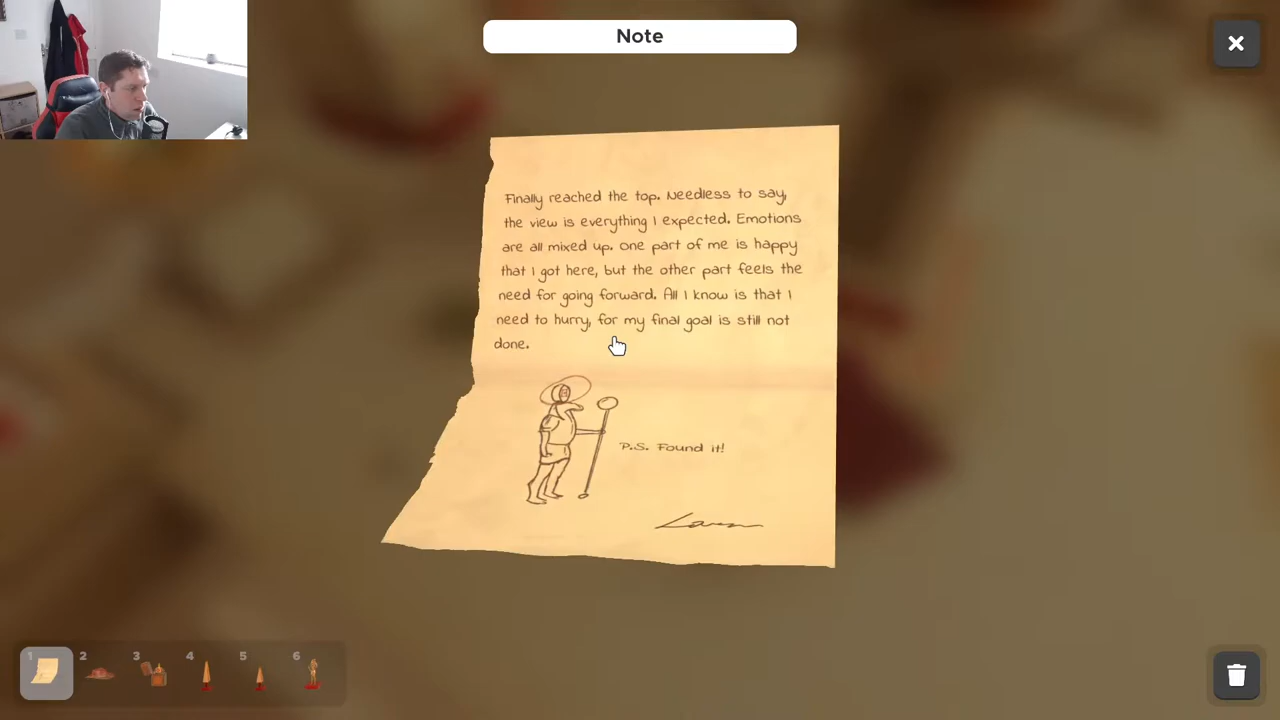 Note
Finally reached the top. Needless to say,
the view is everything I expected. Emotions
are all mixed up. One part of me is happy
that I got here, but the other part feels the
need for going forward. All I know is that I
need to hurry, for my final goal is still not
done.
P.S. Found it!
1 2 3 4 5 6